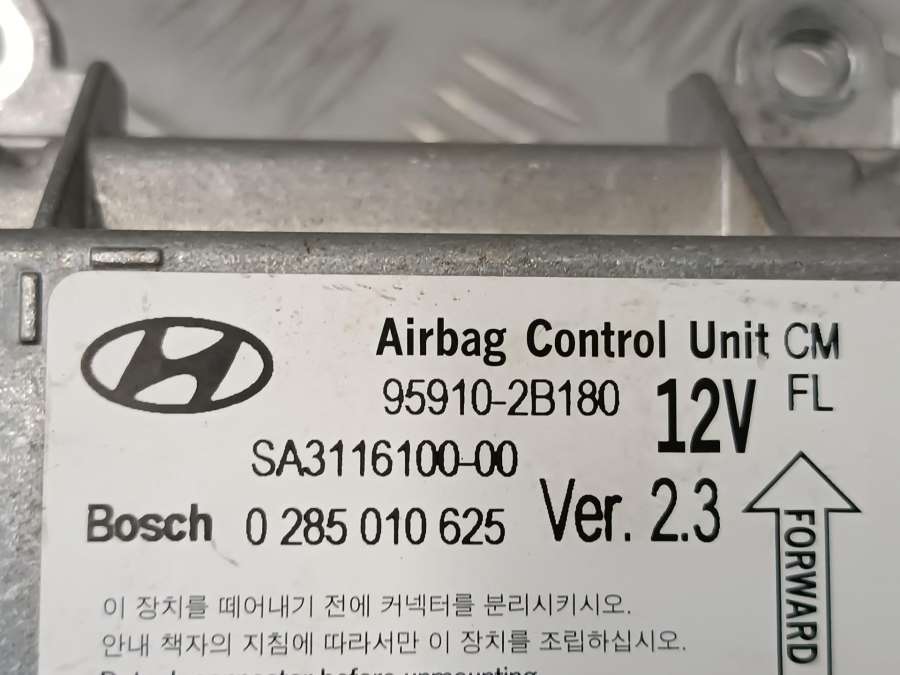 Airbag Control Unit CM
95910-2B180 12V FL
SA3116100-00
Bosch 0 285 010 625 Ver. 2.3
FORWARD
이 장치를 떼어내기 전에 커넥터를 분리시키시오.
안내 책자의 지침에 따라서만 이 장치를 조립하십시오.
before unmounting